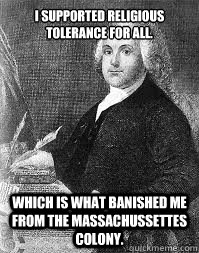 I SUPPORTED RELIGIOUS
TOLERANCE FOR ALL.
WHICH IS WHAT BANISHED ME
FROM THE MASSACHUSSETTES
COLONY.
quickmeme.com